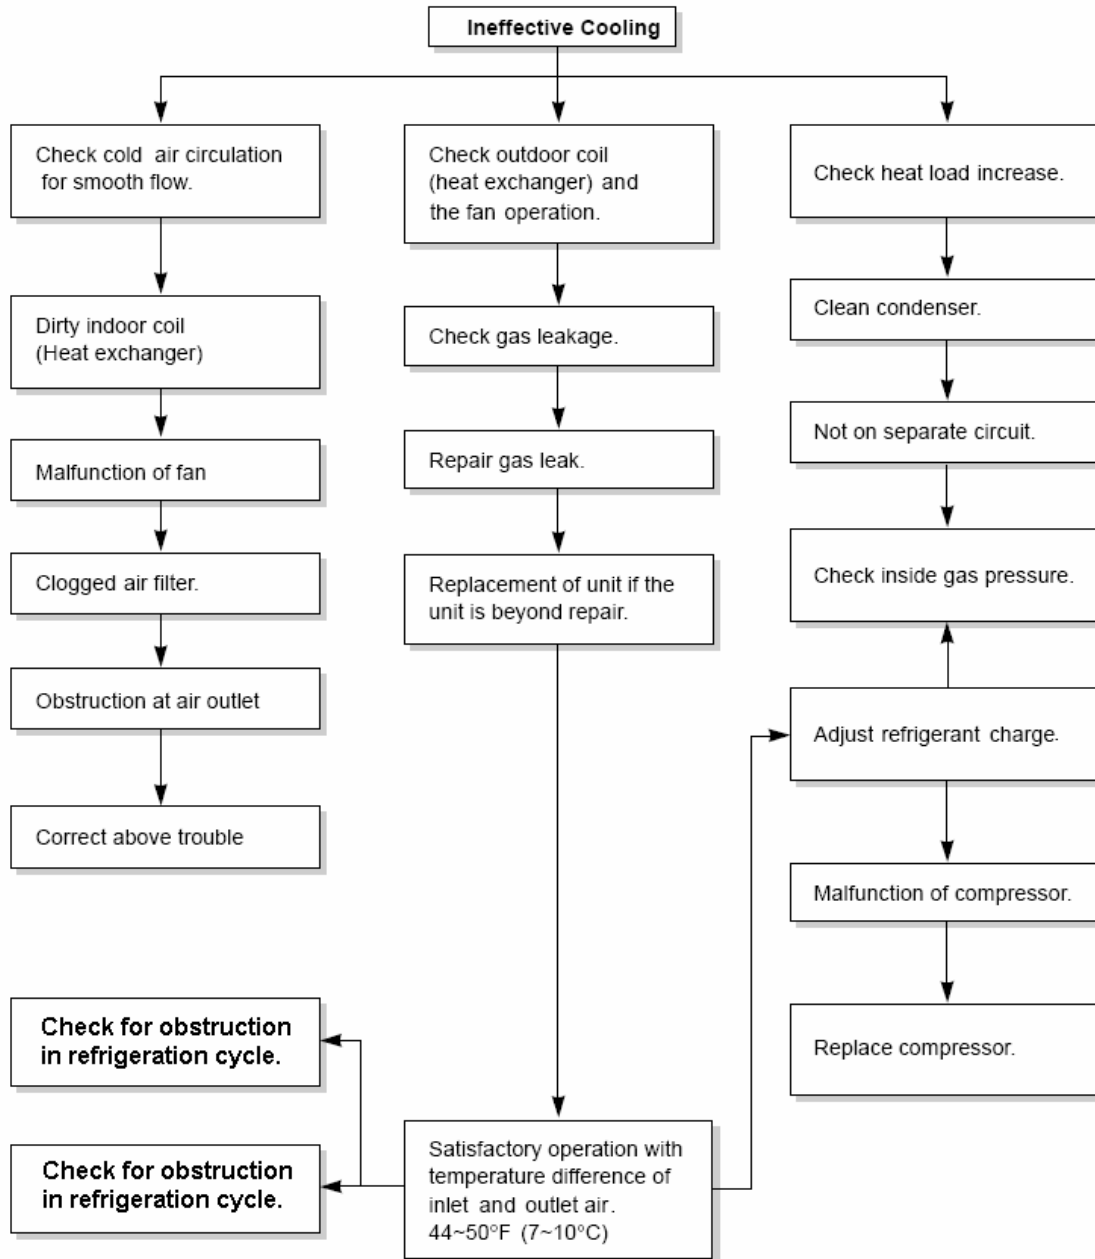 Ineffective Cooling
Check cold air circulation
for smooth flow.
Dirty indoor coil
(Heat exchanger)
Malfunction of fan
Clogged air filter.
Obstruction at air outlet
Correct above trouble
Check outdoor coil
(heat exchanger) and
the fan operation.
Check gas leakage.
Repair gas leak.
Replacement of unit if the
unit is beyond repair.
Check heat load increase.
Clean condenser.
Not on separate circuit.
Check inside gas pressure.
Adjust refrigerant charge.
Malfunction of compressor.
Replace compressor.
Check for obstruction
in refrigeration cycle.
Check for obstruction
in refrigeration cycle.
Satisfactory operation with
temperature difference of
inlet and outlet air.
44~50°F (7~10°C)